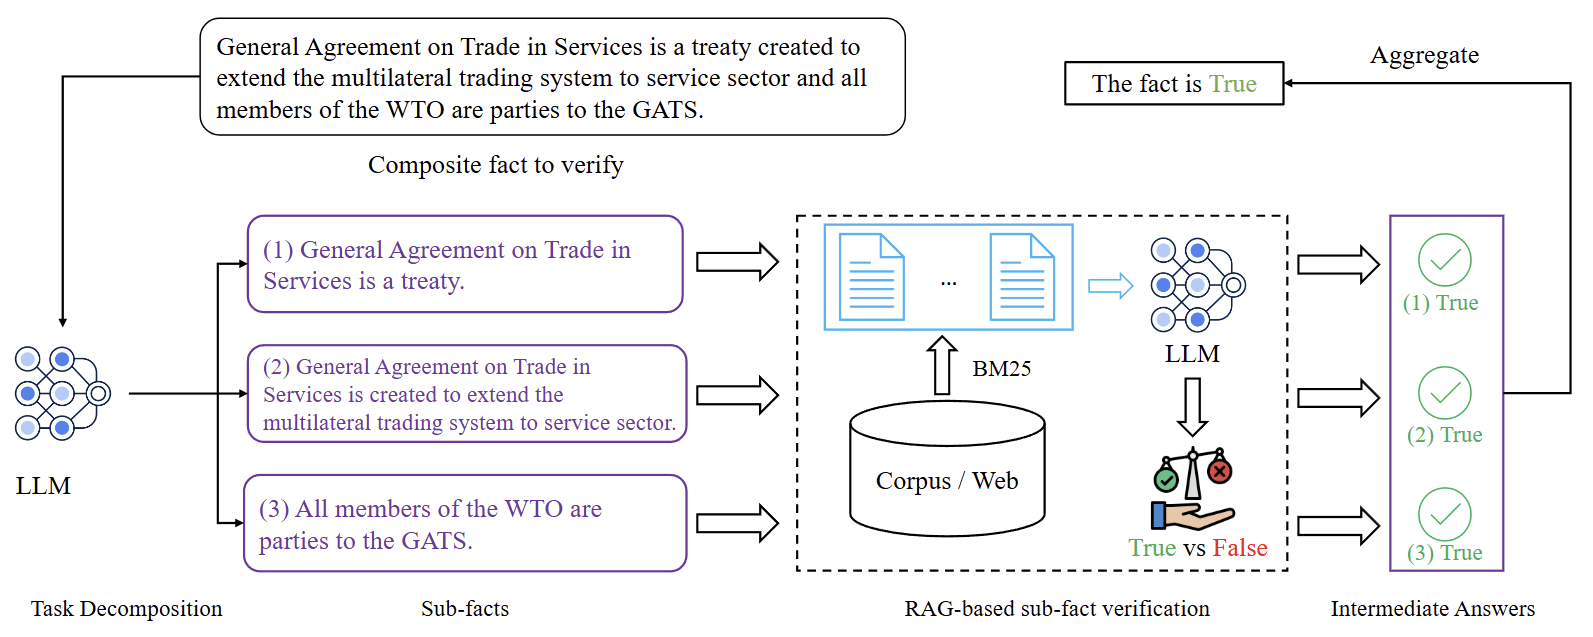 General Agreement on Trade in Services is a treaty created to
extend the multilateral trading system to service sector and all
members of the WTO are parties to the GATS.
Composite fact to verify
Aggregate
The fact is True
(1) General Agreement on Trade in
Services is a treaty.
(2) General Agreement on Trade in
Services is created to extend the
multilateral trading system to service sector.
(3) All members of the WTO are
parties to the GATS.
LLM
...
LLM
BM25
Corpus / Web
True vs False
(1) True
(2) True
(3) True
Task Decomposition
Sub-facts
RAG-based sub-fact verification
Intermediate Answers